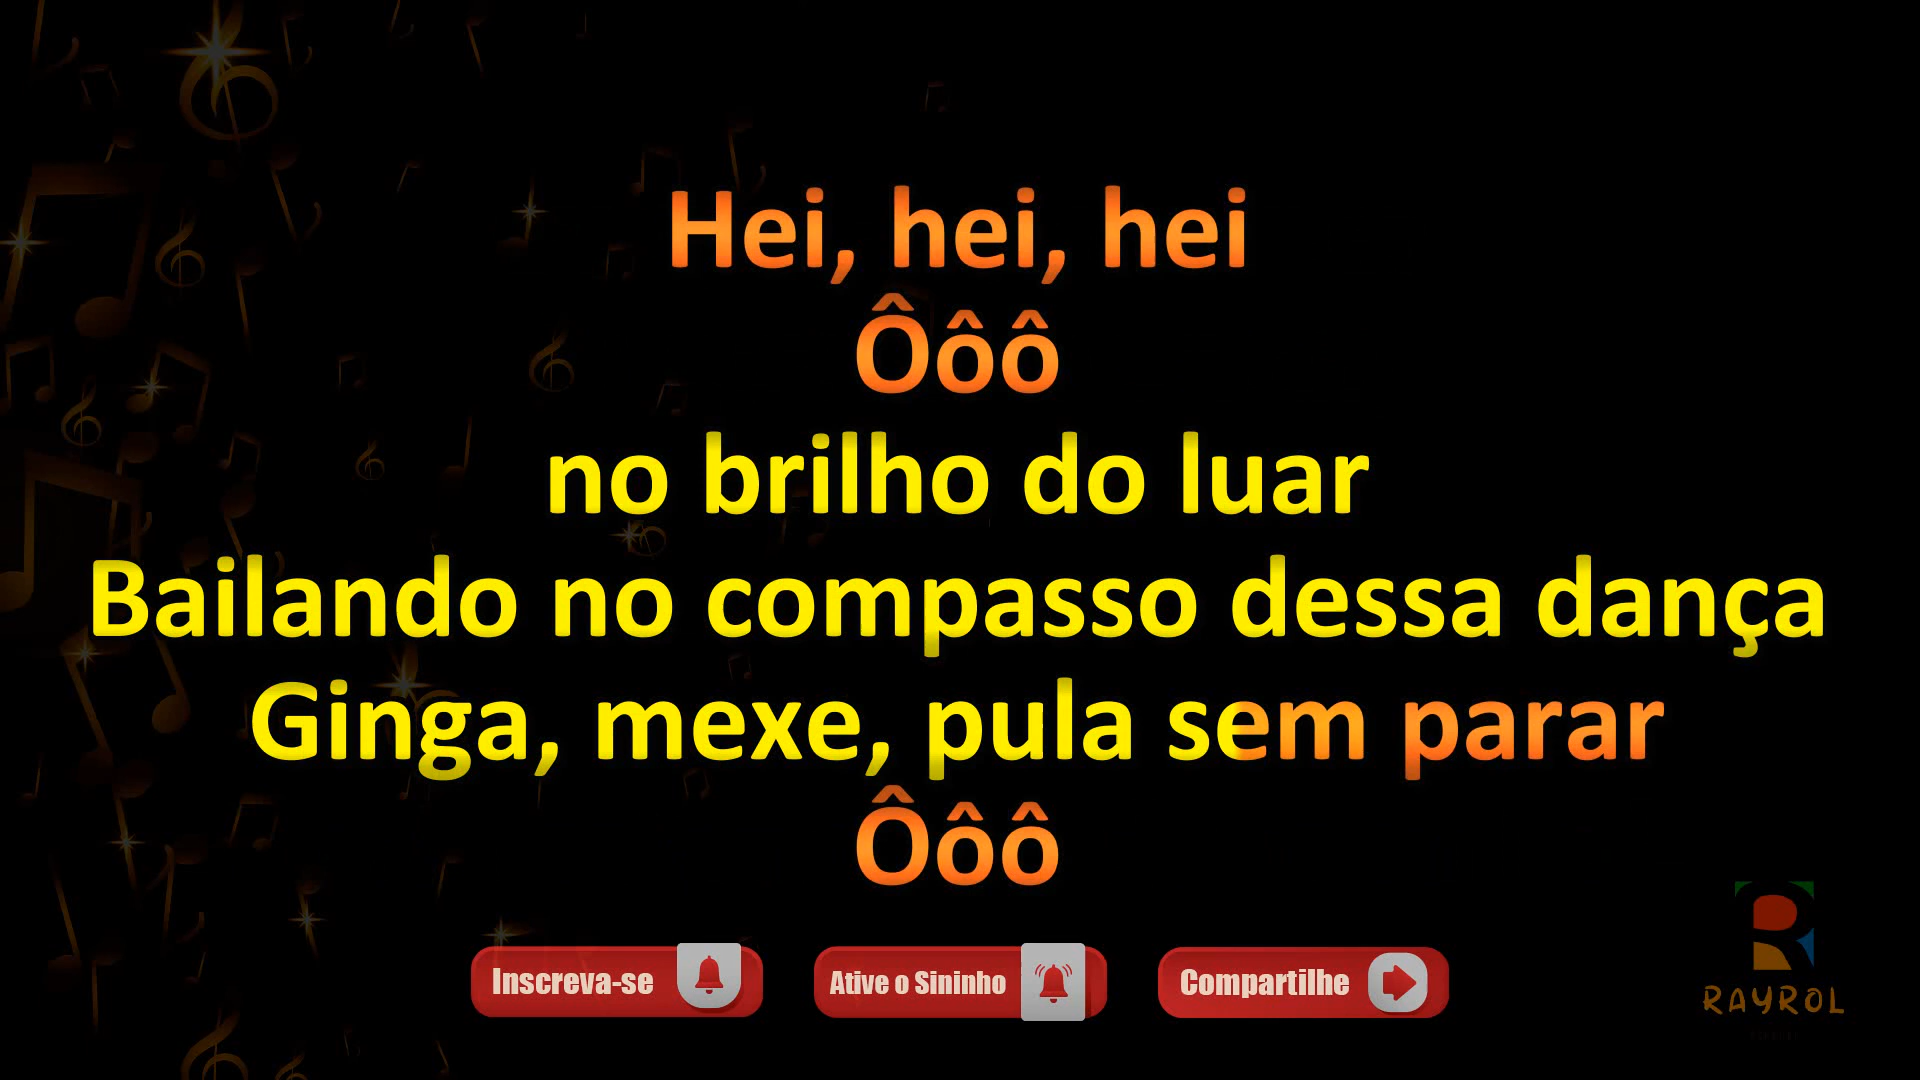 Hei, hei, hei
Ôôô
no brilho do luar
Bailando no compasso dessa dança
Ginga, mexe, pula sem parar
Ôôô
Inscreva-se
Ative o Sininho
Compartilhe
RAYROL